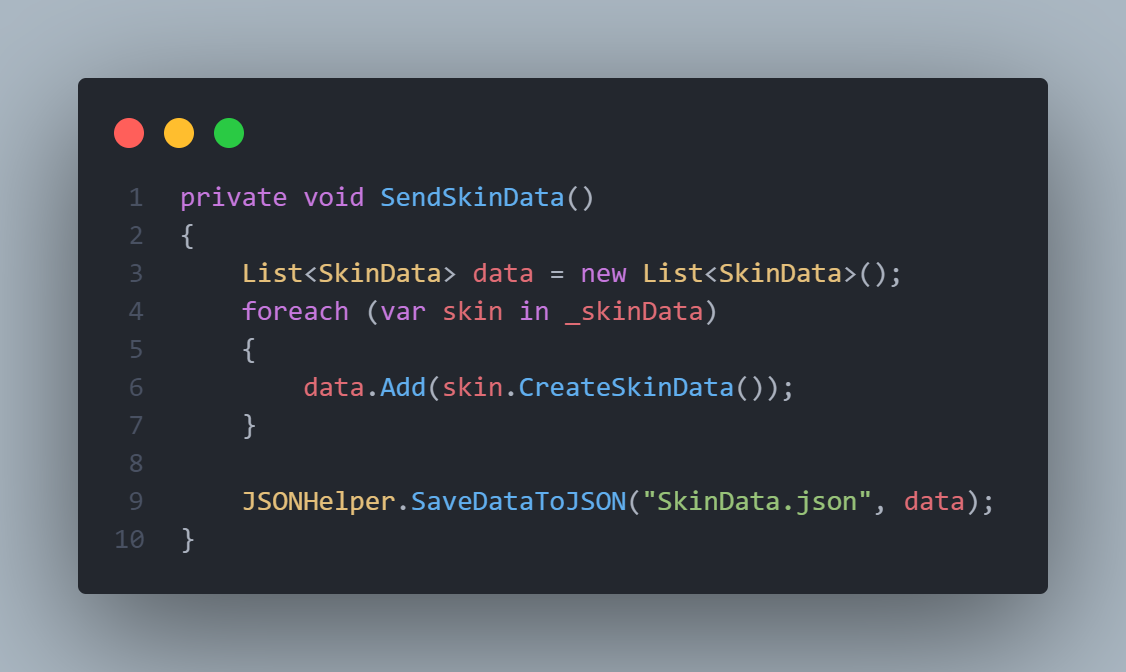 1 private void SendSkinData()
2 {
3     List<SkinData> data = new List<SkinData>();
4     foreach (var skin in _skinData)
5     {
6         data.Add(skin.CreateSkinData());
7     }
8
9     JSONHelper.SaveDataToJSON("SkinData.json", data);
10 }